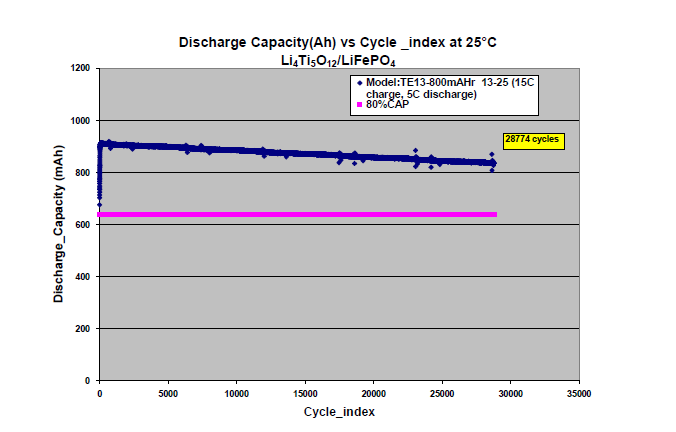 Discharge Capacity(Ah) vs Cycle _index at 25°C
Li4Ti5O12/LiFePO4
1200
1000
800
600
400
200
0
Discharge_Capacity (mAh)
Model:TE13-800mAHr 13-25 (15C
charge, 5C discharge)
80%CAP
28774 cycles
0 5000 10000 15000 20000 25000 30000 35000
Cycle_index